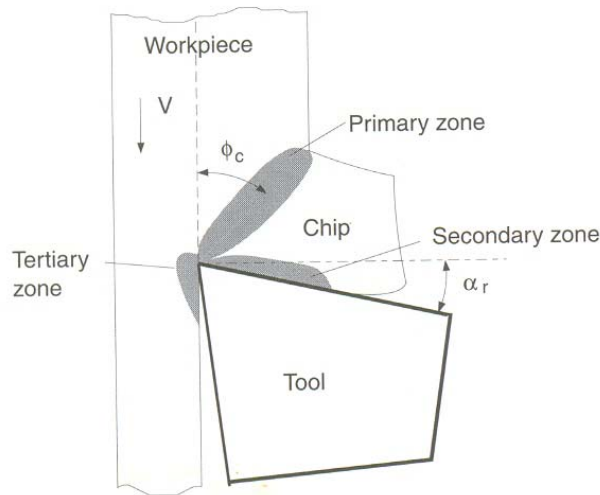 Workpiece
V
Primary zone
ϕc
Chip
Secondary zone
Tertiary
zone
αr
Tool